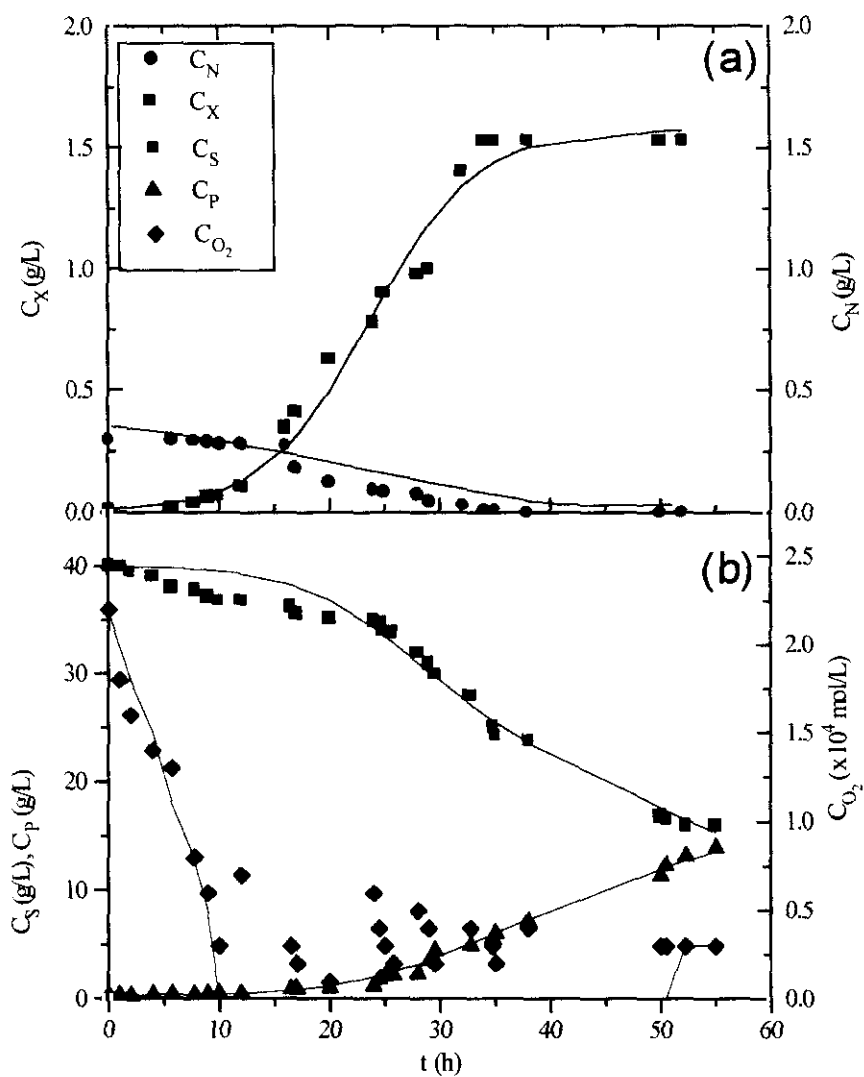 2.0
2.0
(a)
C_N
C_X
C_S
C_P
C_O2
1.5
1.5
1.0
1.0
0.5
0.5
0.0
0.0
C_X (g/L)
C_N (g/L)
(b)
40
30
20
10
0
2.5
2.0
1.5
1.0
0.5
0.0
C_S (g/L), C_P (g/L)
C_O2 (x10^4 mol/L)
0 10 20 30 40 50 60
t (h)